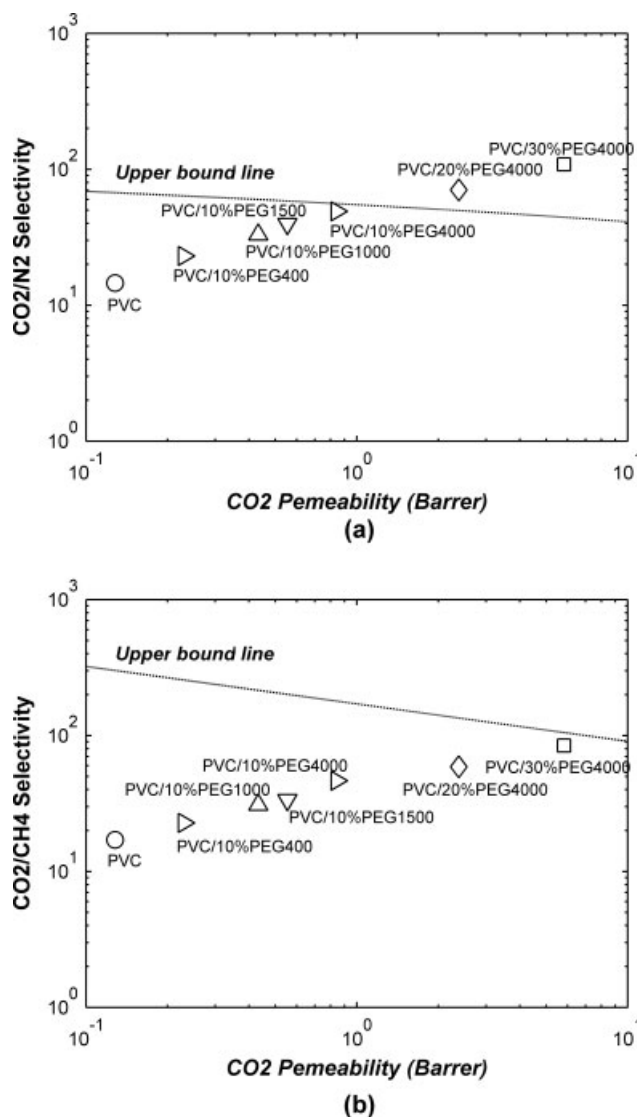 10^3
10^2
10^1
10^0
CO2/N2 Selectivity
Upper bound line
PVC/30%PEG4000
PVC/20%PEG4000
PVC/10%PEG1500
PVC/10%PEG4000
PVC/10%PEG1000
PVC/10%PEG400
PVC
10^-1
10^0
10^1
CO2 Pemeability (Barrer)
(a)
10^3
10^2
10^1
10^0
CO2/CH4 Selectivity
Upper bound line
PVC/10%PEG4000
PVC/30%PEG4000
PVC/10%PEG1000
PVC/20%PEG4000
PVC/10%PEG1500
PVC/10%PEG400
PVC
10^-1
10^0
10^1
CO2 Pemeability (Barrer)
(b)